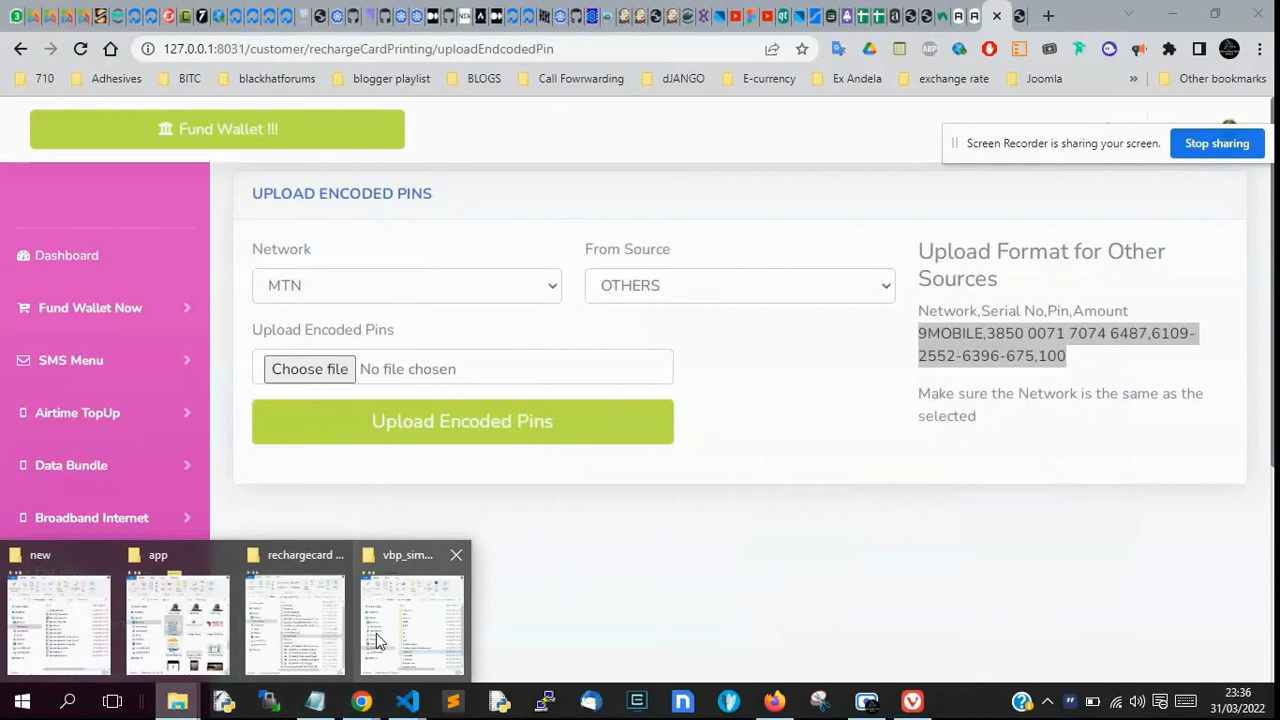 127.0.0.1:8031/customer/rechargeCardPrinting/uploadEndcodedPin
710
Adhesives
BITC
blackhatforums
blogger playlist
BLOGS
Call Fowrwarding
dJANGO
E-currency
Ex Andela
exchange rate
Joomla
»
Other bookmarks
Fund Wallet !!!
Screen Recorder is sharing your screen.
Stop sharing
UPLOAD ENCODED PINS
Dashboard
Fund Wallet Now
SMS Menu
Airtime TopUp
Data Bundle
Broadband Internet
Network
From Source
MTN
OTHERS
Upload Encoded Pins
Choose file No file chosen
Upload Encoded Pins
Upload Format for Other
Sources
Network,Serial No,Pin,Amount
9MOBILE,3850 0071 7074 6487,6109-
2552-6396-675,100
Make sure the Network is the same as the
selected
new
app
rechargecard ...
vbp_sim...
23:36
31/03/2022